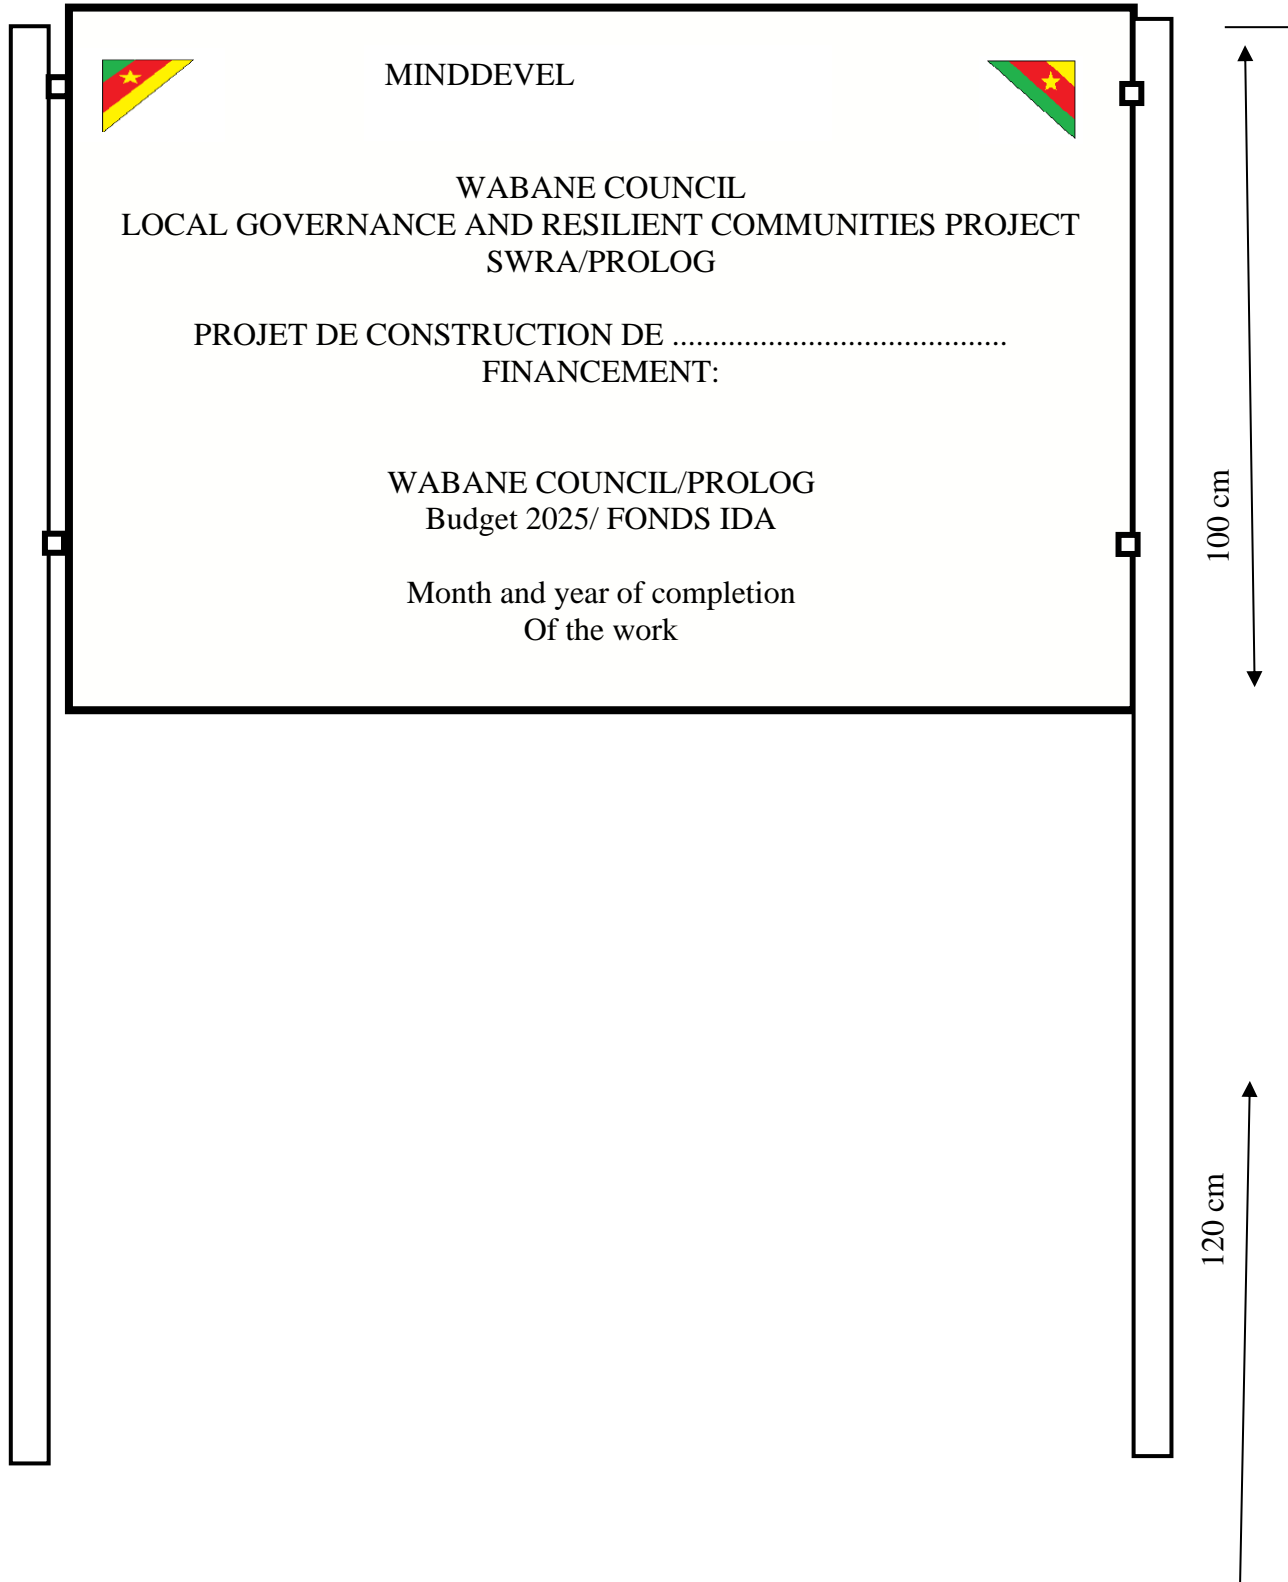 MINDDEVEL
WABANE COUNCIL
LOCAL GOVERNANCE AND RESILIENT COMMUNITIES PROJECT
SWRA/PROLOG
PROJET DE CONSTRUCTION DE ..........................................
FINANCEMENT:
WABANE COUNCIL/PROLOG
Budget 2025/ FONDS IDA
Month and year of completion
Of the work
100 cm
120 cm